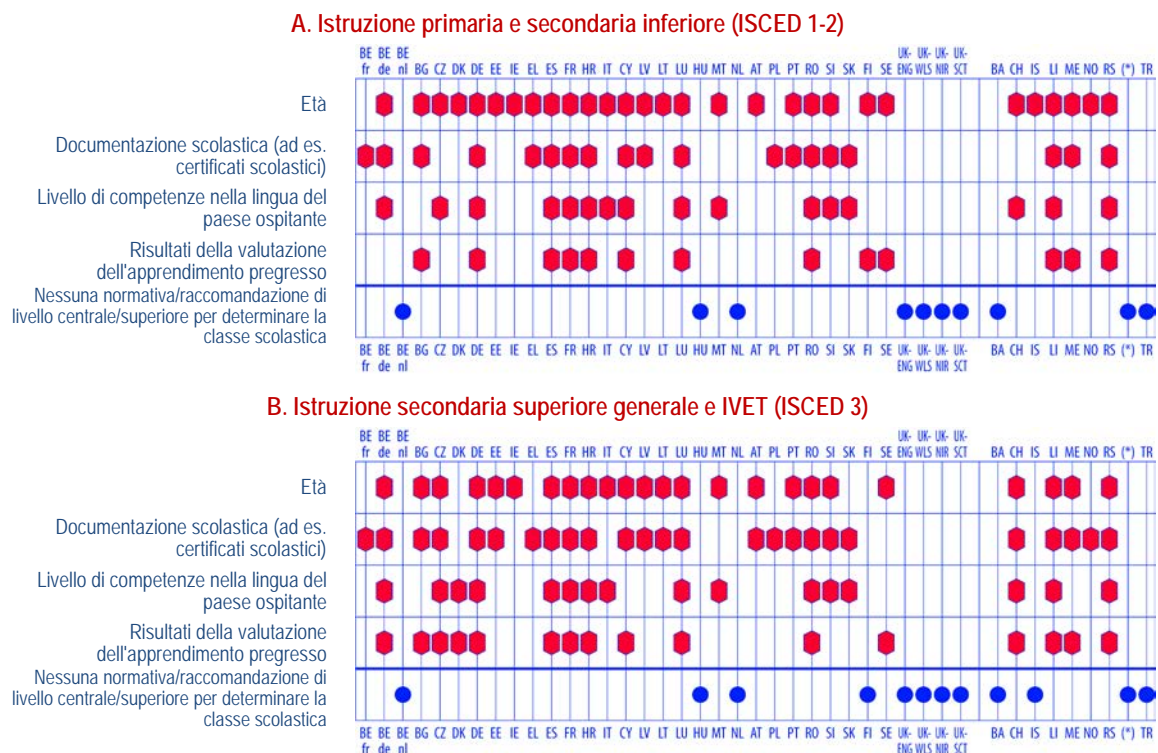 A. Istruzione primaria e secondaria inferiore (ISCED 1-2)
BE BE BE UK- UK- UK- UK-
fr de nl BG CZ DK DE EE IE EL ES FR HR IT CY LV LT LU HU MT NL AT PL PT RO SI SK FI SE ENG WLS NIR SCT BA CH IS LI ME NO RS (*) TR
Età
Documentazione scolastica (ad es.
certificati scolastici)
Livello di competenze nella lingua del
paese ospitante
Risultati della valutazione
dell'apprendimento pregresso
Nessuna normativa/raccomandazione di
livello centrale/superiore per determinare la
classe scolastica
BE BE BE BG CZ DK DE EE IE EL ES FR HR IT CY LV LT LU HU MT NL AT PL PT RO SI SK FI SE UK- UK- UK- UK- BA CH IS LI ME NO RS (*) TR
fr de nl ENG WLS NIR SCT
B. Istruzione secondaria superiore generale e IVET (ISCED 3)
BE BE BE UK- UK- UK- UK-
fr de nl BG CZ DK DE EE IE EL ES FR HR IT CY LV LT LU HU MT NL AT PL PT RO SI SK FI SE ENG WLS NIR SCT BA CH IS LI ME NO RS (*) TR
Età
Documentazione scolastica (ad es.
certificati scolastici)
Livello di competenze nella lingua del
paese ospitante
Risultati della valutazione
dell'apprendimento pregresso
Nessuna normativa/raccomandazione di
livello centrale/superiore per determinare la
classe scolastica
BE BE BE BG CZ DK DE EE IE EL ES FR HR IT CY LV LT LU HU MT NL AT PL PT RO SI SK FI SE UK- UK- UK- UK- BA CH IS LI ME NO RS (*) TR
fr de nl ENG WLS NIR SCT